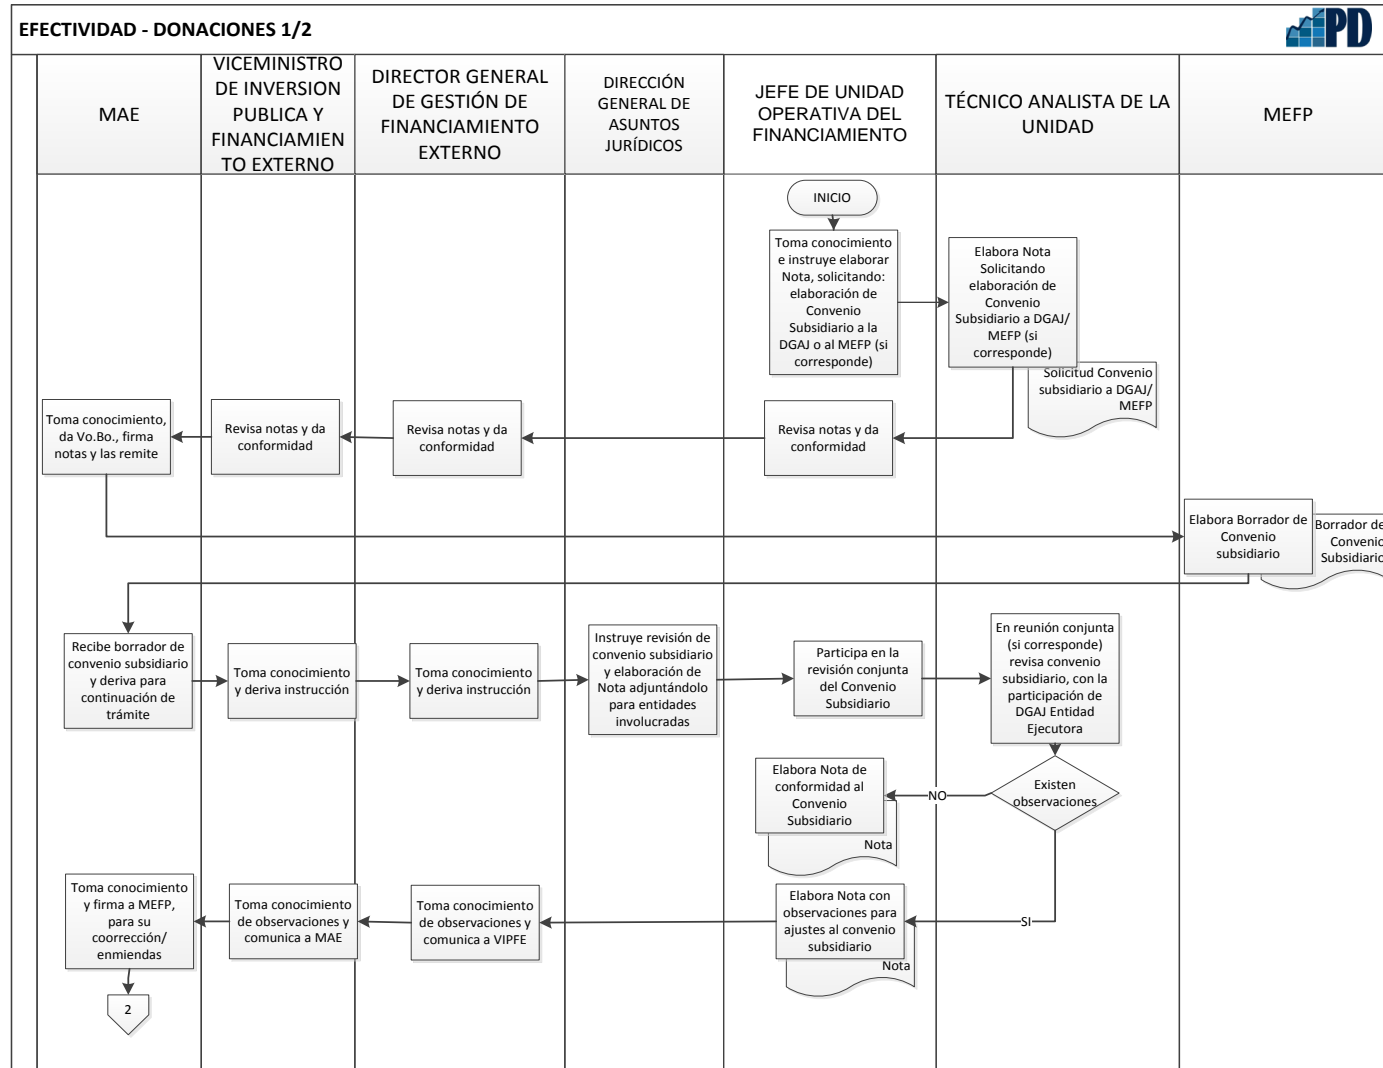 EFECTIVIDAD - DONACIONES 1/2
PD
MAE
VICEMINISTRO
DE INVERSION
PUBLICA Y
FINANCIAMIEN
TO EXTERNO
DIRECTOR GENERAL
DE GESTIÓN DE
FINANCIAMIENTO
EXTERNO
DIRECCIÓN
GENERAL DE
ASUNTOS
JURÍDICOS
JEFE DE UNIDAD
OPERATIVA DEL
FINANCIAMIENTO
TÉCNICO ANALISTA DE LA
UNIDAD
MEFP
INICIO
Toma conocimiento
e instruye elaborar
Nota, solicitando:
elaboración de
Convenio
Subsidiario a la
DGAJ o al MEFP (si
corresponde)
Elabora Nota
Solicitando
elaboración de
Convenio
Subsidiario a DGAJ/
MEFP (si
corresponde)
Solicitud Convenio
subsidiario a DGAJ/
MEFP
Toma conocimiento,
da Vo.Bo., firma
notas y las remite
Revisa notas y da
conformidad
Revisa notas y da
conformidad
Revisa notas y da
conformidad
Elabora Borrador de
Convenio
subsidiario
Borrador de
Convenio
Subsidiario
Recibe borrador de
convenio subsidiario
y deriva para
continuación de
trámite
Toma conocimiento
y deriva instrucción
Toma conocimiento
y deriva instrucción
Instruye revisión de
convenio subsidiario
y elaboración de
Nota adjuntándolo
para entidades
involucradas
Participa en la
revisión conjunta
del Convenio
Subsidiario
En reunión conjunta
(si corresponde)
revisa convenio
subsidiario, con la
participación de
DGAJ Entidad
Ejecutora
Elabora Nota de
conformidad al
Convenio
Subsidiario
Nota
NO
Existen
observaciones
Toma conocimiento
y firma a MEFP,
para su
coorrección/
enmiendas
Toma conocimiento
de observaciones y
comunica a MAE
Toma conocimiento
de observaciones y
comunica a VIPFE
Elabora Nota con
observaciones para
ajustes al convenio
subsidiario
Nota
SI
2